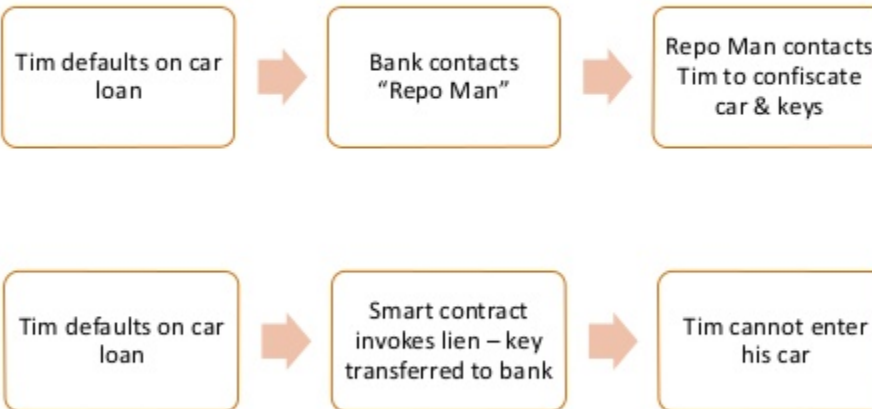 Tim defaults on car
loan
Bank contacts
“Repo Man”
Repo Man contacts
Tim to confiscate
car & keys
Tim defaults on car
loan
Smart contract
invokes lien – key
transferred to bank
Tim cannot enter
his car